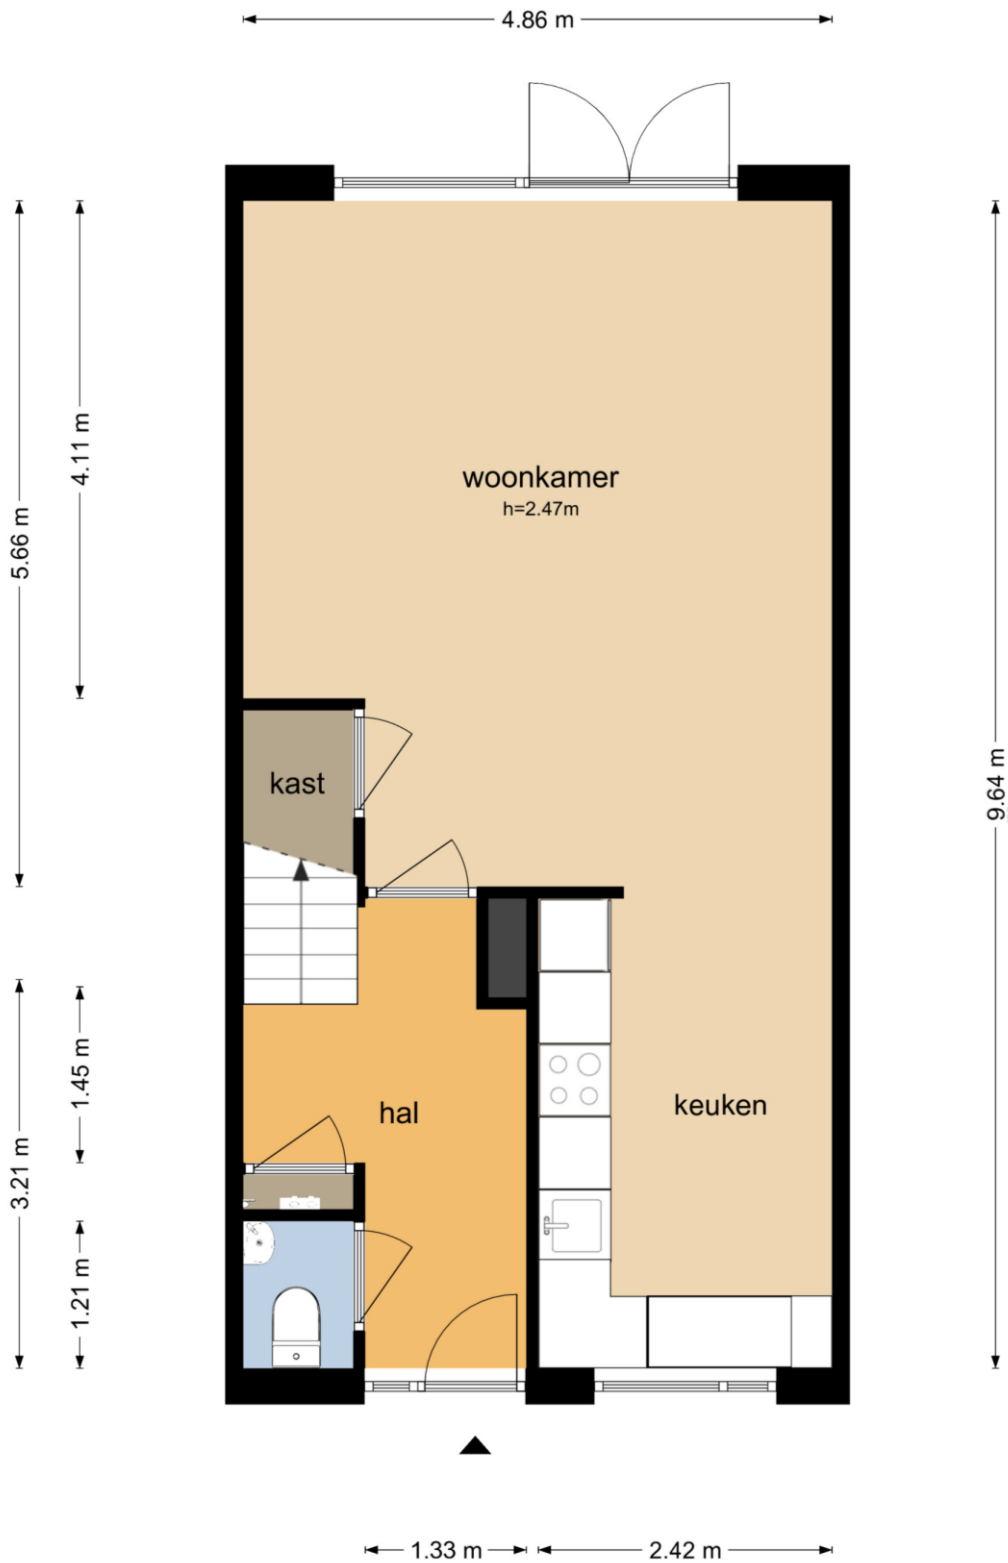 4.86 m
woonkamer
h=2.47m
4.11 m
5.66 m
kast
9.64 m
1.45 m
hal
keuken
3.21 m
1.21 m
1.33 m
2.42 m